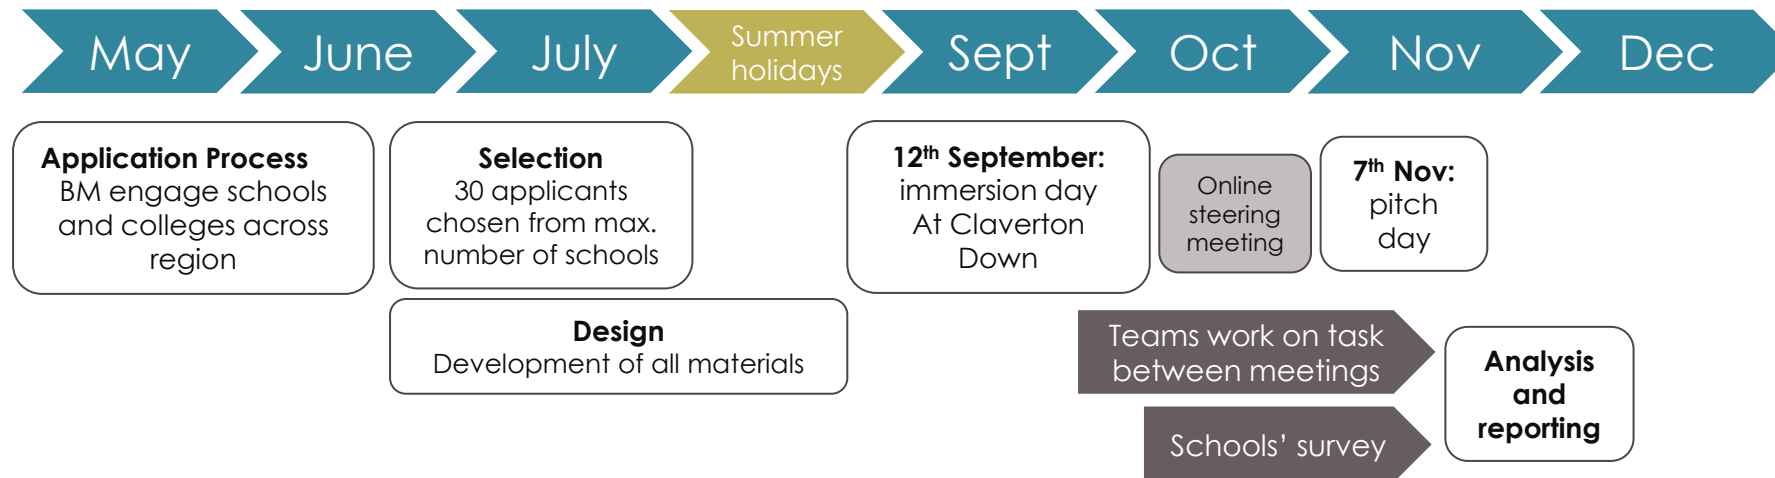 May
June
July
Summer
holidays
Sept
Oct
Nov
Dec
Application Process
BM engage schools
and colleges across
region
Selection
30 applicants
chosen from max.
number of schools
Design
Development of all materials
12th September:
immersion day
At Claverton
Down
Online
steering
meeting
7th Nov:
pitch
day
Teams work on task
between meetings
Schools’ survey
Analysis
and
reporting